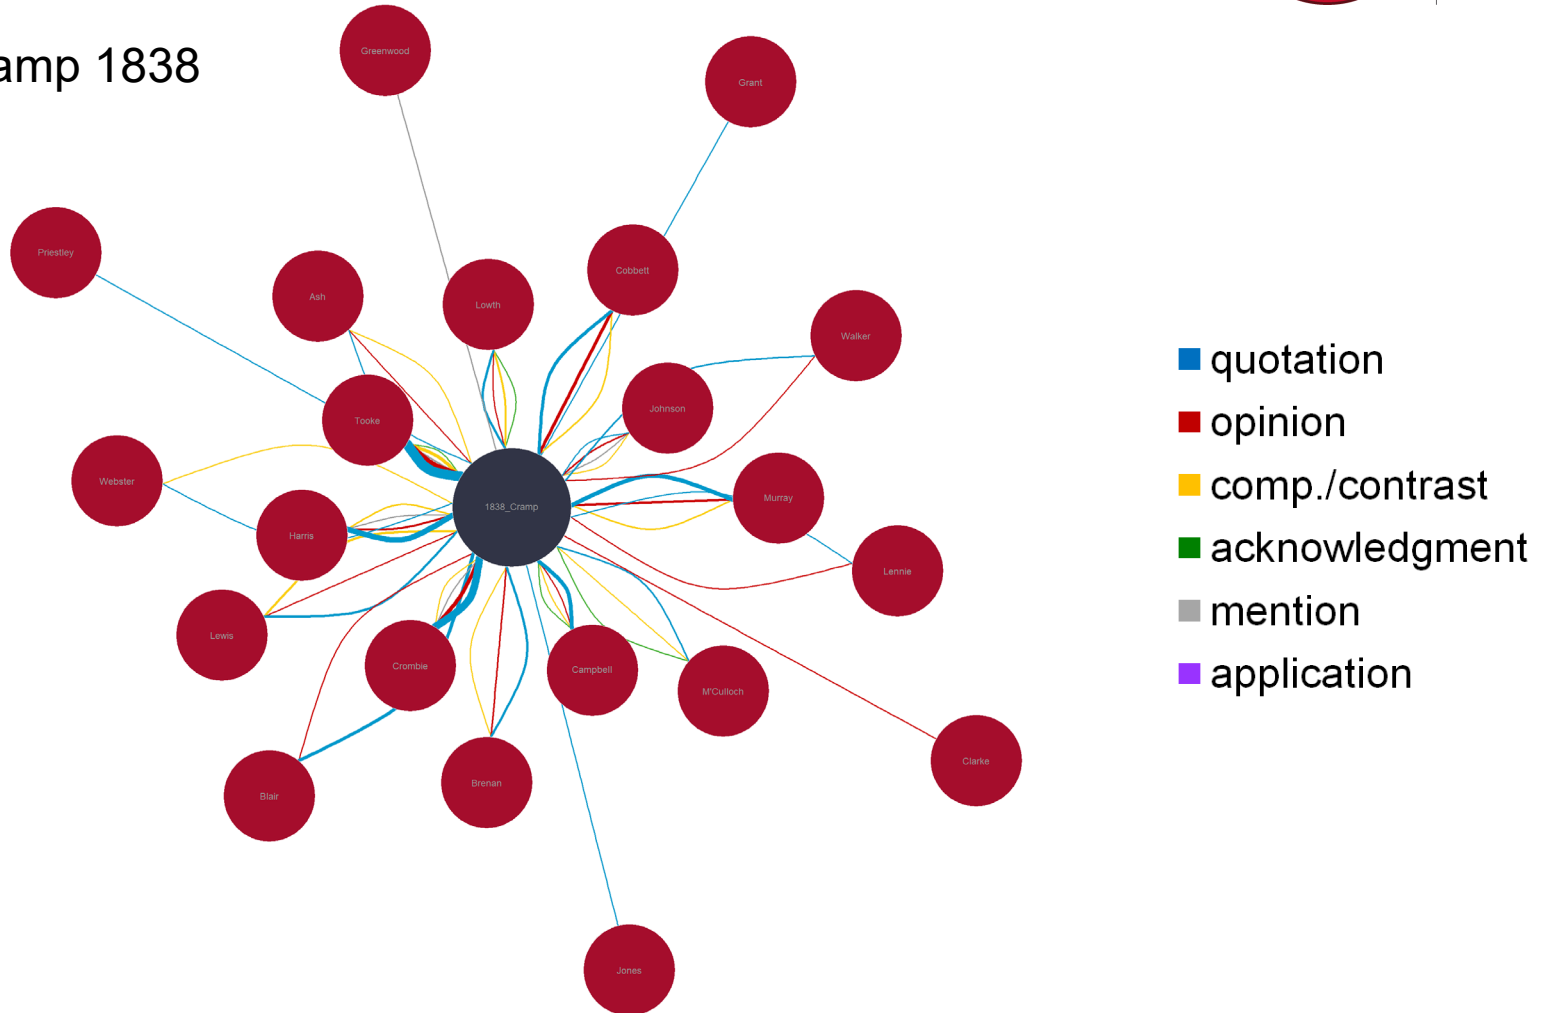 amp 1838
Greenwood
Grant
Priestley
Ash
Lowth
Cobbett
Walker
Tooke
Johnson
Webster
Harris
1838_Cramp
Murray
Lennie
Lewis
Crombie
Campbell
M'Culloch
Blair
Brenan
Clarke
Jones
quotation
opinion
comp./contrast
acknowledgment
mention
application